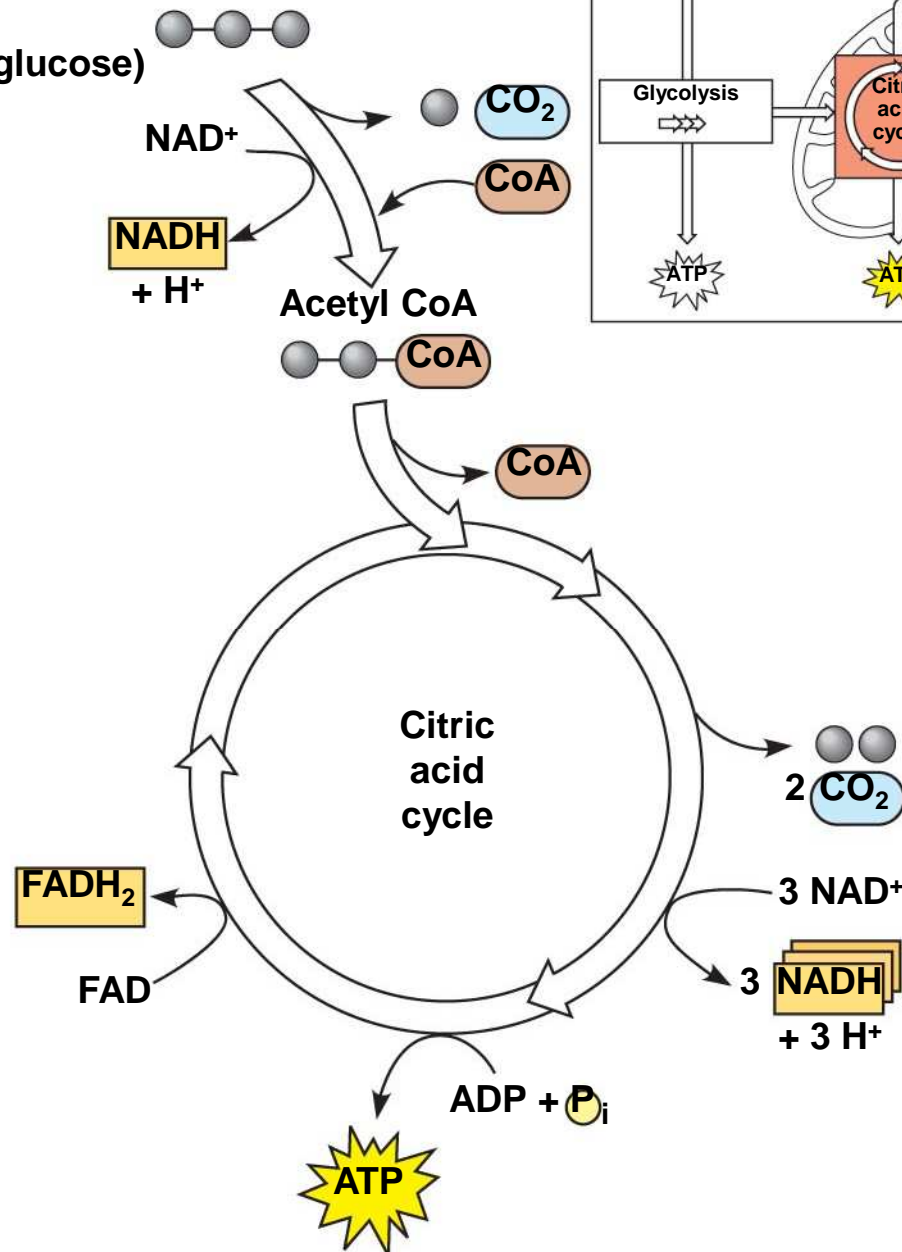 glucose)
NAD+
NADH
+ H+
CO2
CoA
Glycolysis
ATP
Acetyl CoA
CoA
CoA
Citric
acid
cycle
2 CO2
3 NAD+
3 NADH
+ 3 H+
FADH2
FAD
ADP + Pi
ATP